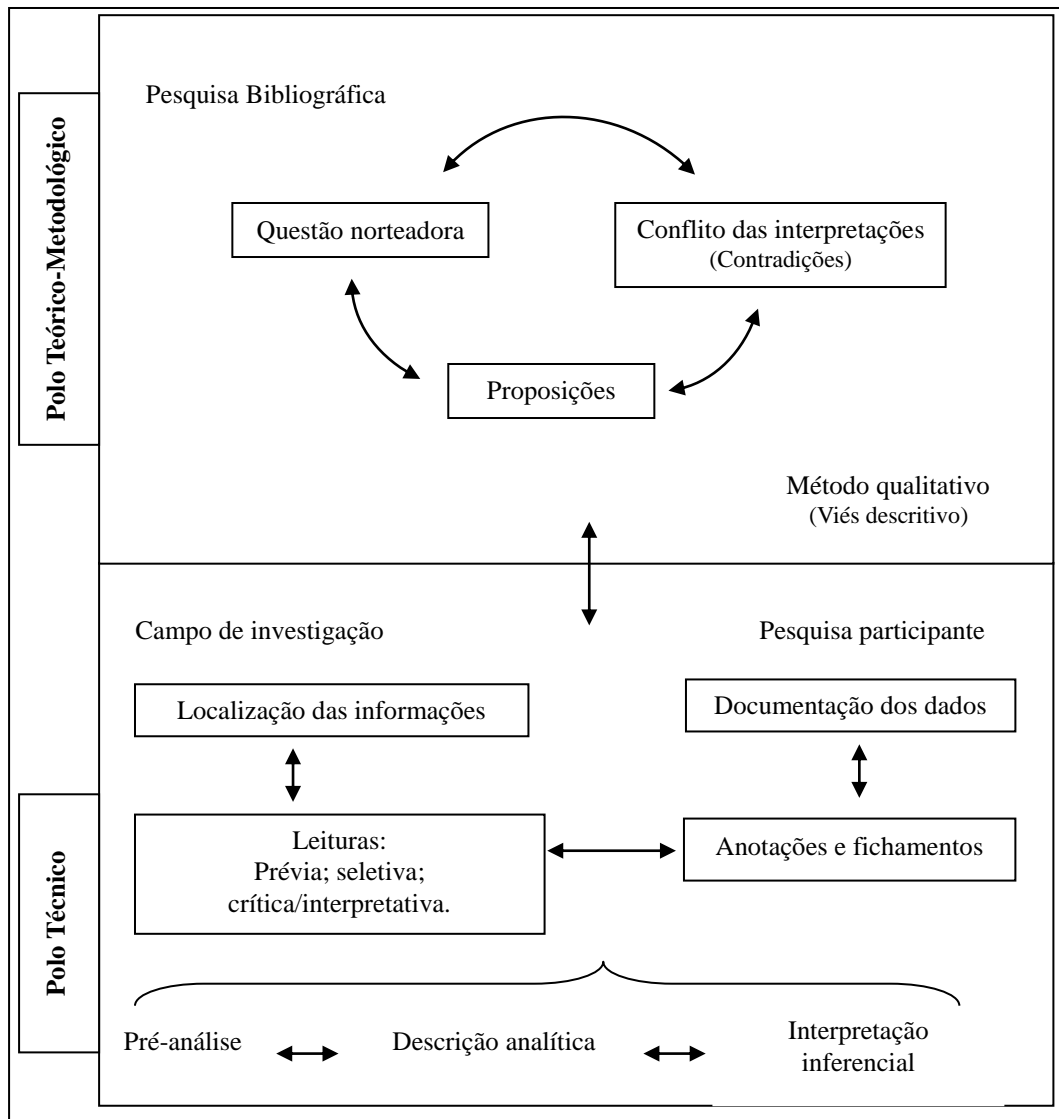 Polo Teórico-Metodológico
Pesquisa Bibliográfica
Questão norteadora
Conflito das interpretações
(Contradições)
Proposições
Método qualitativo
(Viés descritivo)
Polo Técnico
Campo de investigação
Pesquisa participante
Localização das informações
Documentação dos dados
Leituras:
Prévia; seletiva;
crítica/interpretativa.
Anotações e fichamentos
Pré-análise
Descrição analítica
Interpretação
inferencial